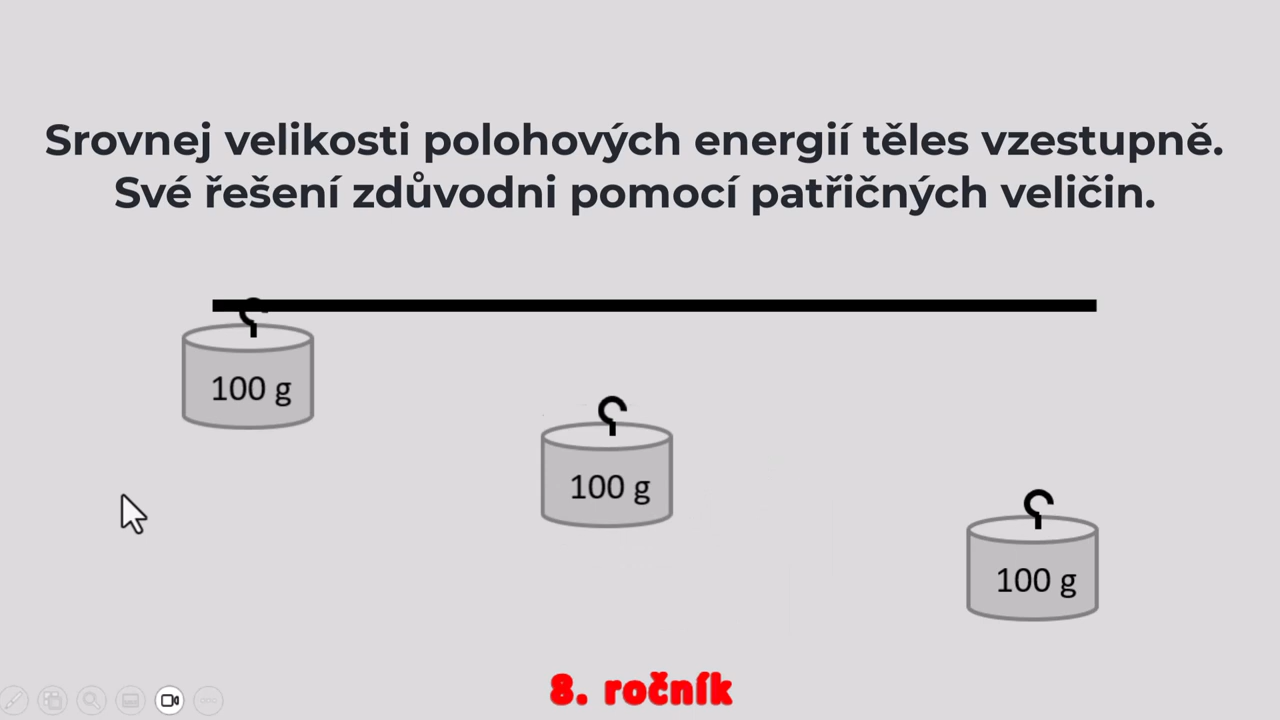 Srovnej velikosti polohových energií těles vzestupně.
Své řešení zdůvodni pomocí patřičných veličin.
100 g
100 g
100 g
8. ročník